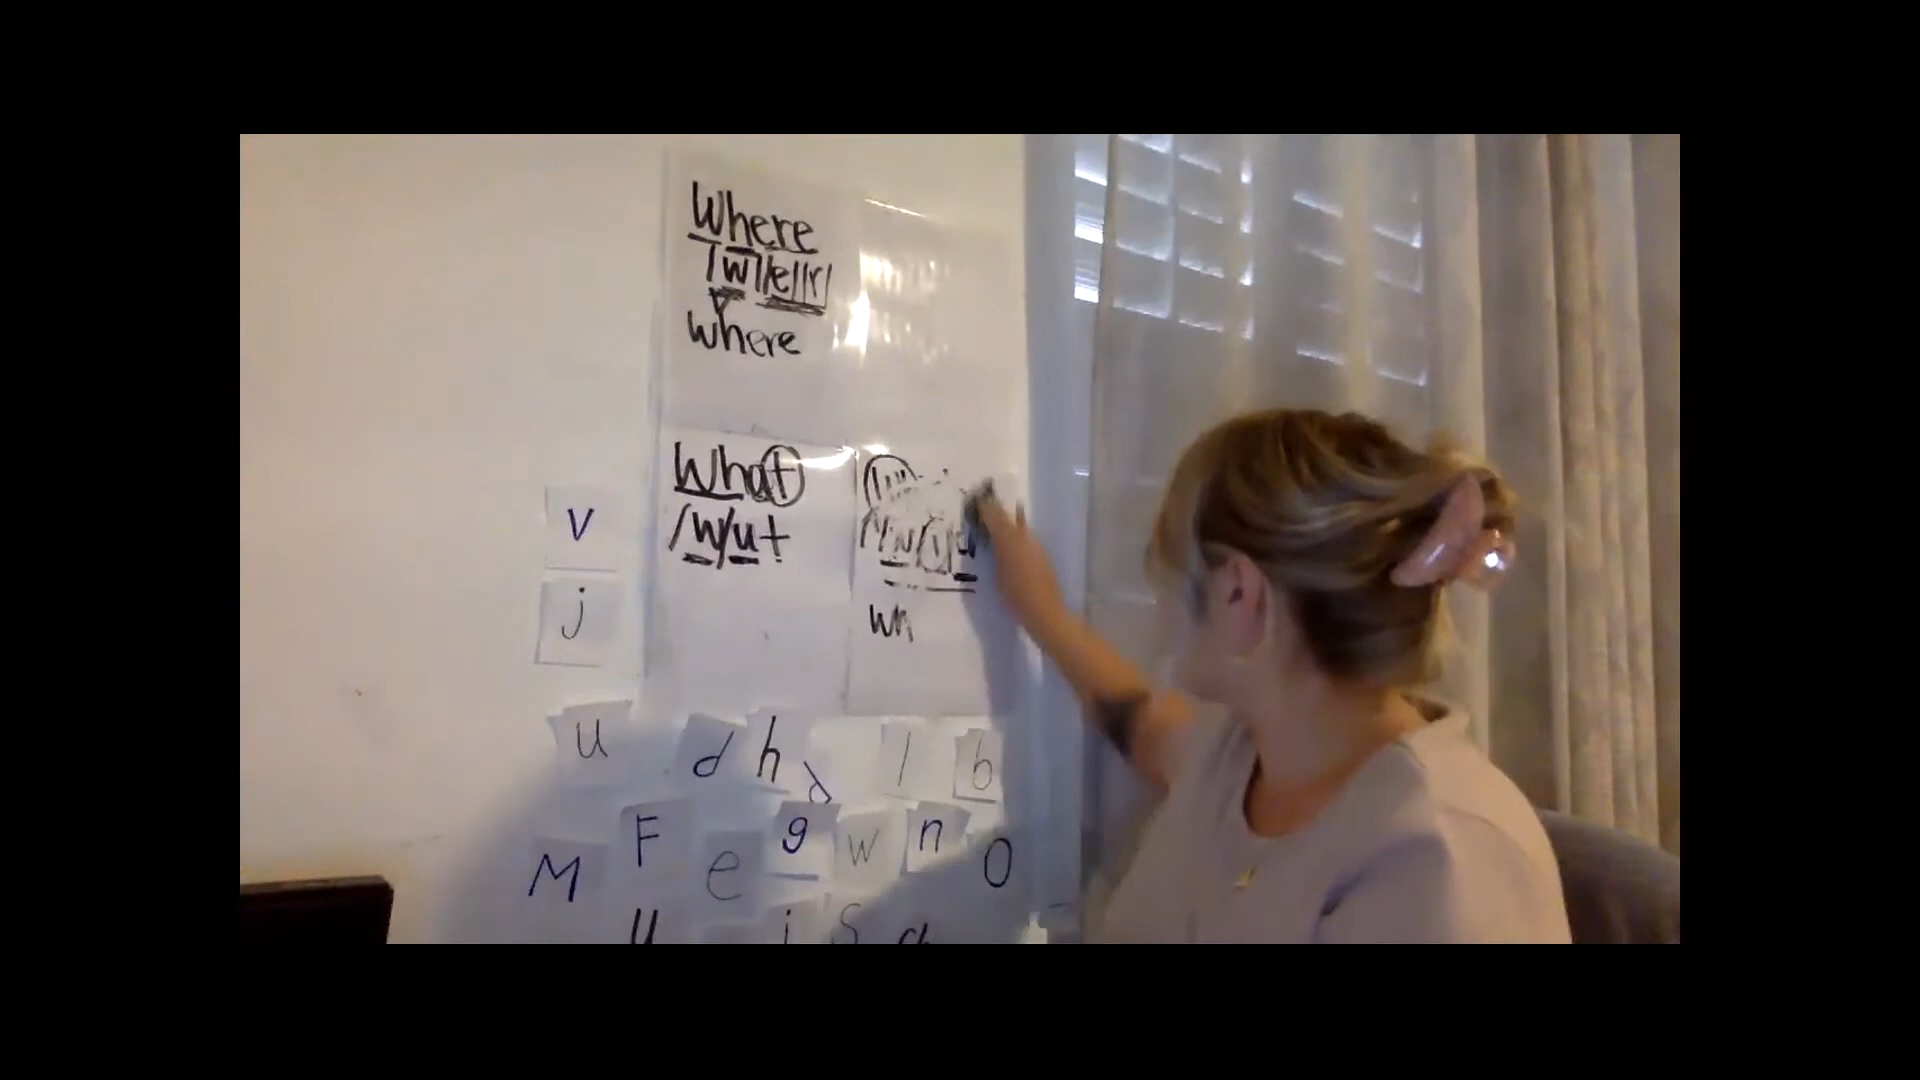 Where
/w//e//r/
where
What
/w/u t
wh
v
j
u d h d l b
F g w n
M e O
u i S d